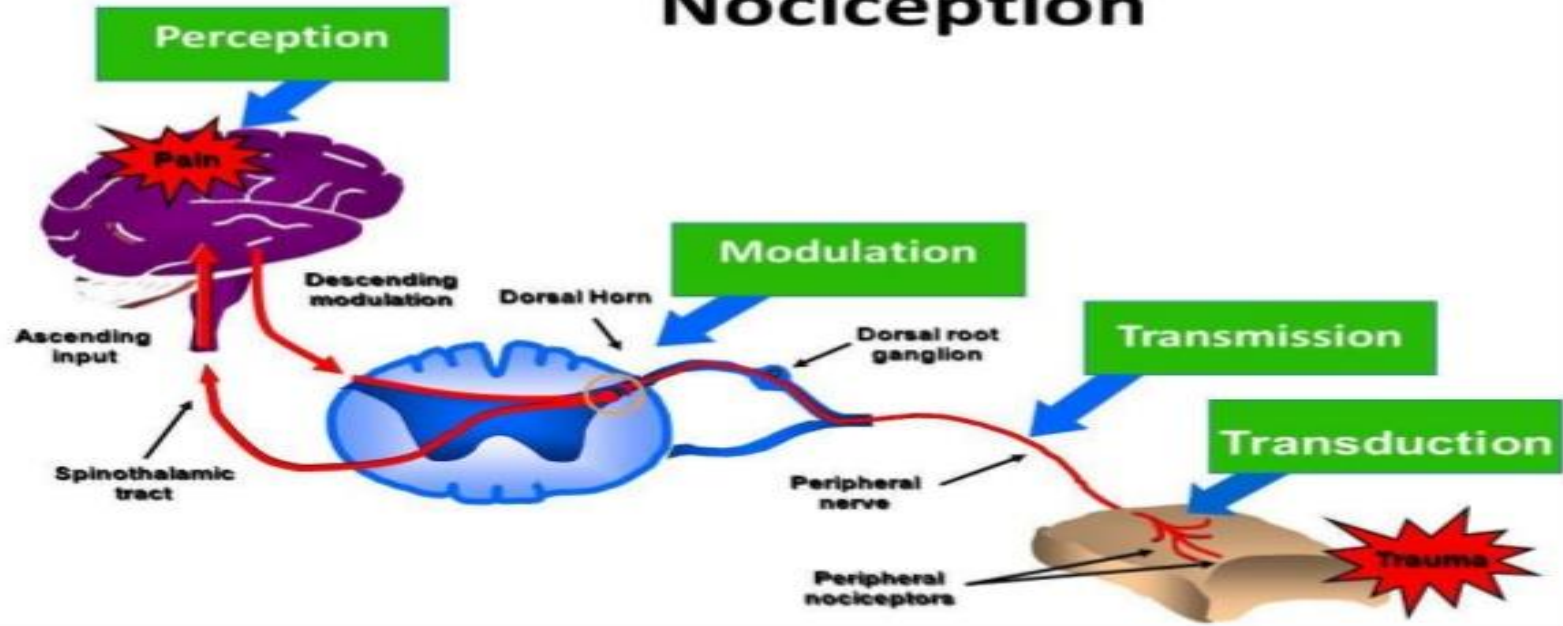 Nociception
Perception
Pain
Modulation
Descending
modulation
Dorsal Horn
Ascending
input
Dorsal root
ganglion
Transmission
Transduction
Spinothalamic
tract
Peripheral
nerve
Trauma
Peripheral
nociceptors